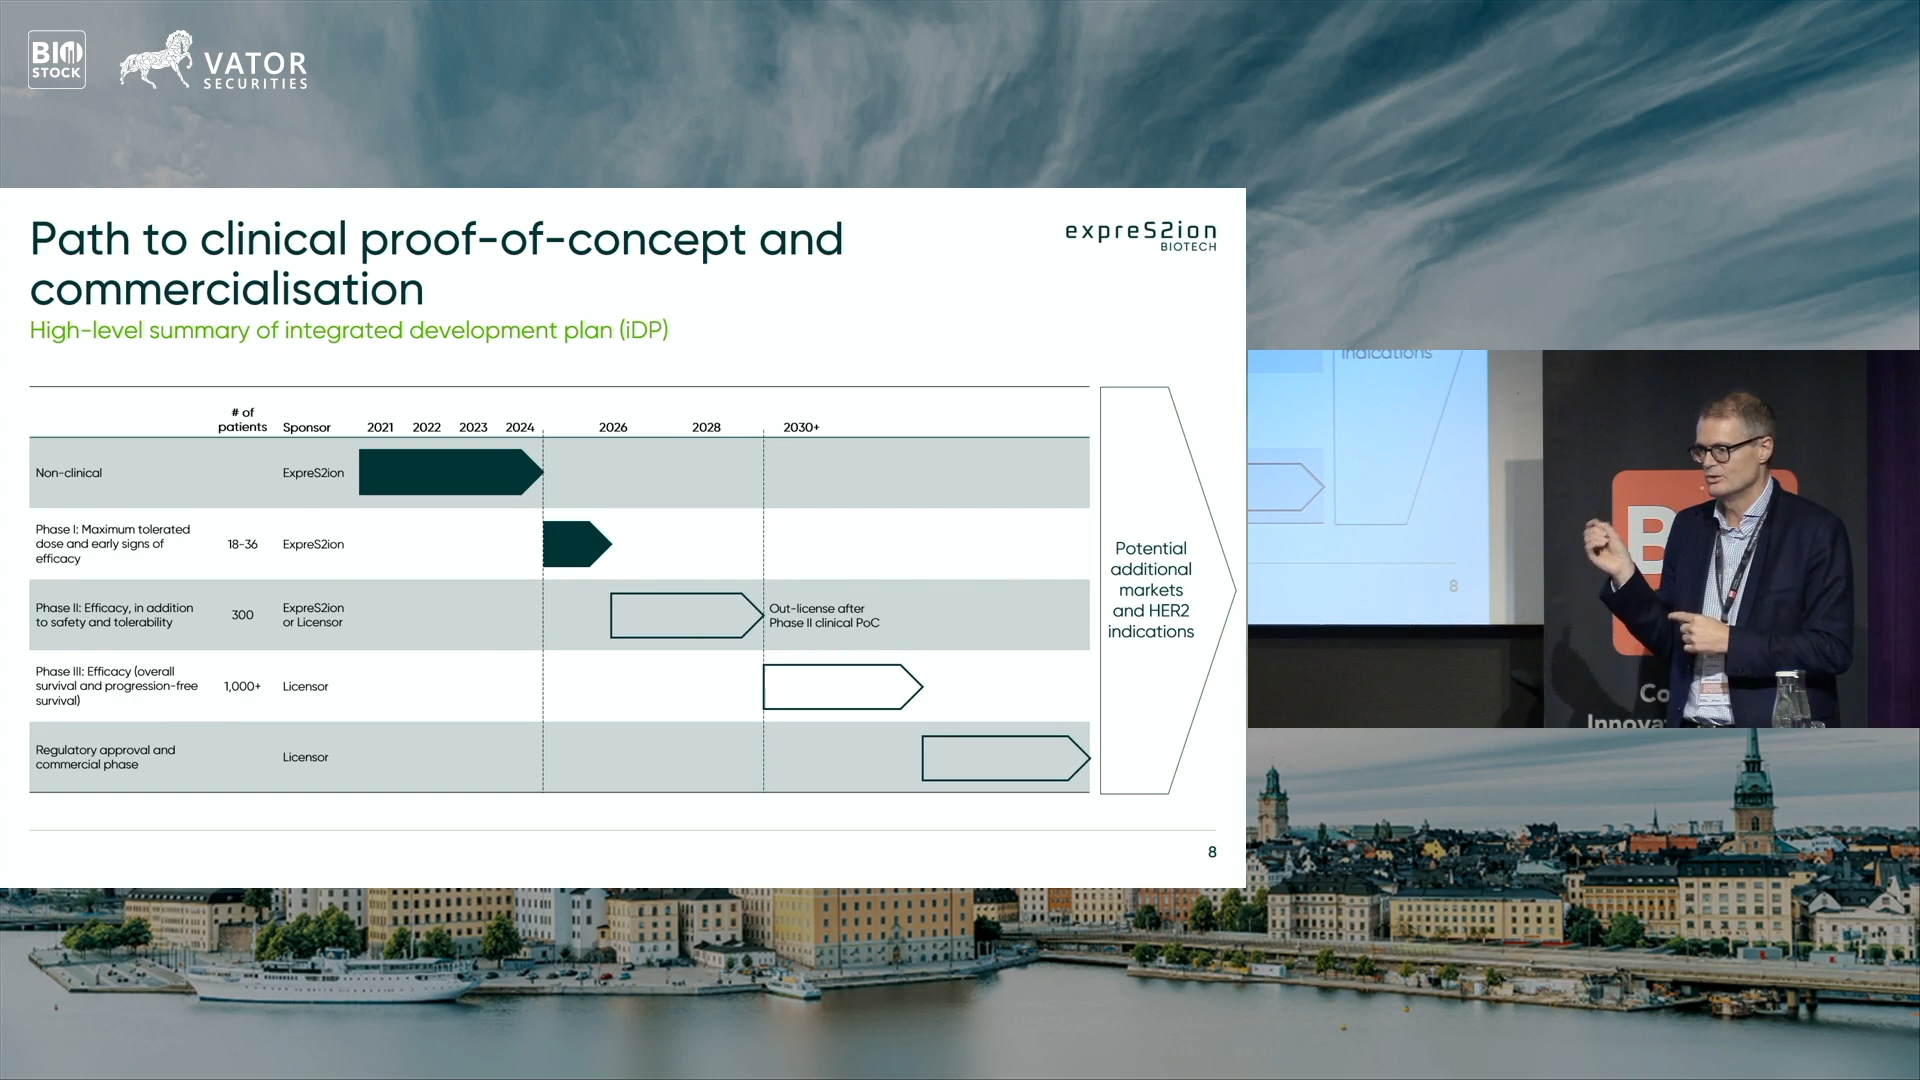 BIO
STOCK
VATOR
SECURITIES
Path to clinical proof-of-concept and
commercialisation
High-level summary of integrated development plan (iDP)
expreS2ion
BIOTECH
# of
patients
Sponsor
2021
2022
2023
2024
2026
2028
2030+
Non-clinical
ExpreS2ion
Phase I: Maximum tolerated
dose and early signs of
efficacy
18-36
ExpreS2ion
Phase II: Efficacy, in addition
to safety and tolerability
300
ExpreS2ion
or Licensor
Out-license after
Phase II clinical PoC
Phase III: Efficacy (overall
survival and progression-free
survival)
1,000+
Licensor
Regulatory approval and
commercial phase
Licensor
Potential
additional
markets
and HER2
indications
8
indications
8
B
Co
Innova